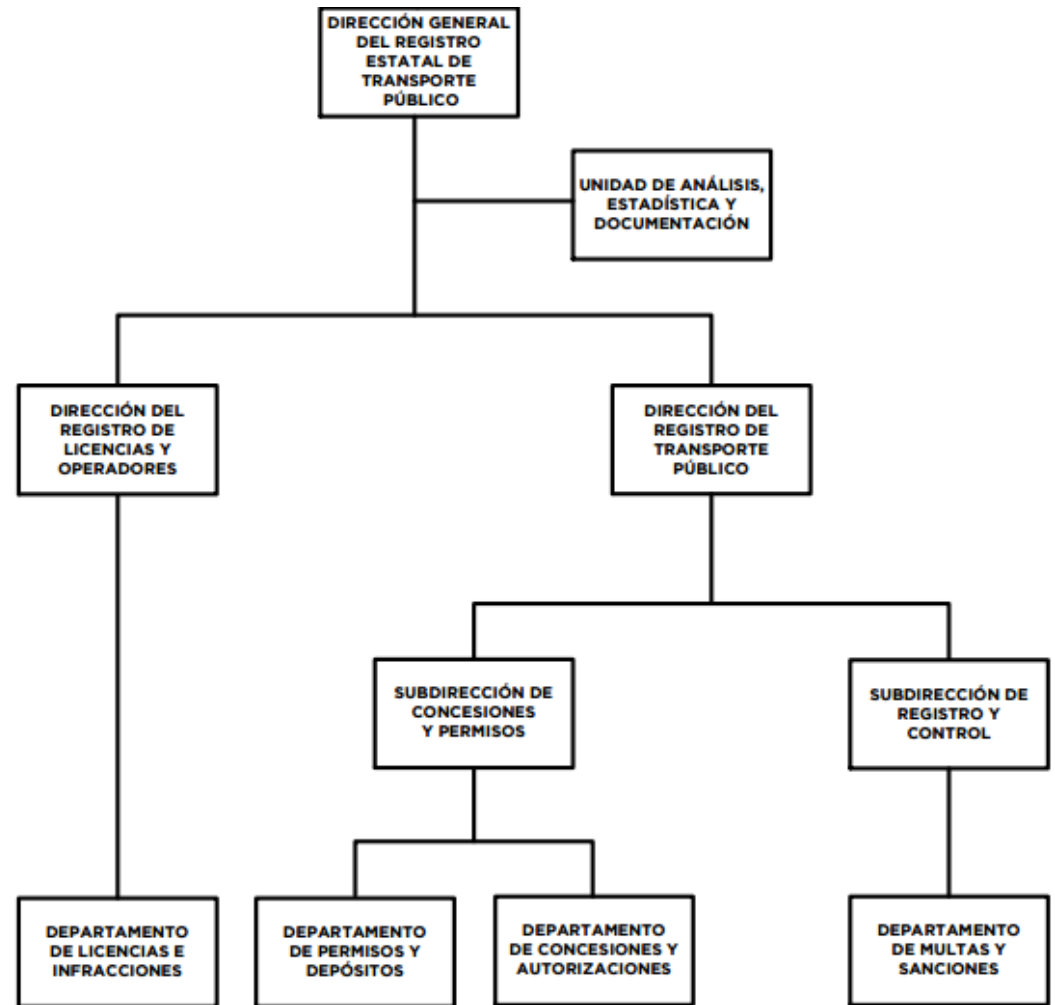 DIRECCIÓN GENERAL
DEL REGISTRO
ESTATAL DE
TRANSPORTE
PÚBLICO
UNIDAD DE ANÁLISIS,
ESTADÍSTICA Y
DOCUMENTACIÓN
DIRECCIÓN DEL
REGISTRO DE
LICENCIAS Y
OPERADORES
DIRECCIÓN DEL
REGISTRO DE
TRANSPORTE
PÚBLICO
SUBDIRECCIÓN DE
CONCESIONES
Y PERMISOS
SUBDIRECCIÓN DE
REGISTRO Y
CONTROL
DEPARTAMENTO
DE LICENCIAS E
INFRACCIONES
DEPARTAMENTO
DE PERMISOS Y
DEPÓSITOS
DEPARTAMENTO
DE CONCESIONES Y
AUTORIZACIONES
DEPARTAMENTO
DE MULTAS Y
SANCIONES